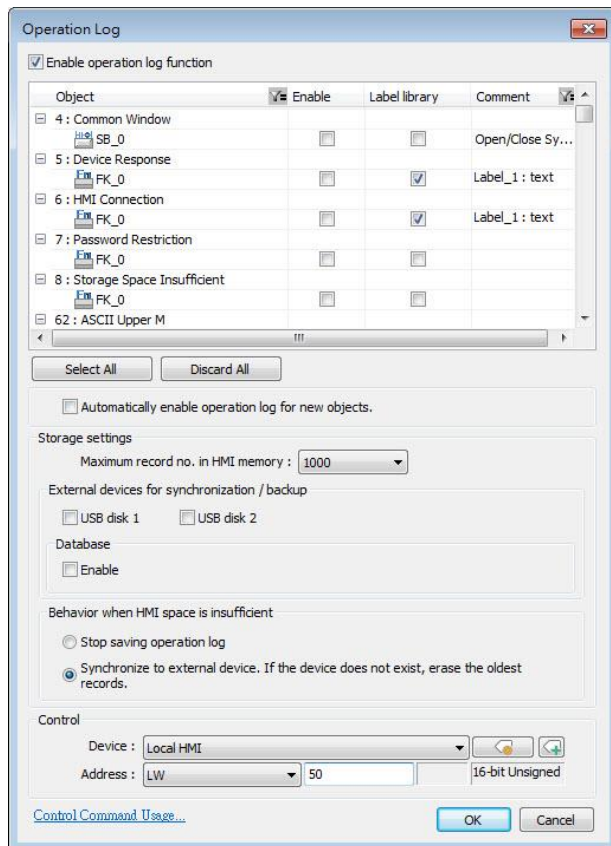 Operation Log
Enable operation log function
Object Enable Label library Comment
4 : Common Window
SB_0 Open/Close Sy...
5 : Device Response
FK_0 Label_1 : text
6 : HMI Connection
FK_0 Label_1 : text
7 : Password Restriction
FK_0
8 : Storage Space Insufficient
FK_0
62 : ASCII Upper M
Select All Discard All
Automatically enable operation log for new objects.
Storage settings
Maximum record no. in HMI memory : 1000
External devices for synchronization / backup
USB disk 1 USB disk 2
Database
Enable
Behavior when HMI space is insufficient
Stop saving operation log
Synchronize to external device. If the device does not exist, erase the oldest
records.
Control
Device : Local HMI
Address : LW 50 16-bit Unsigned
Control Command Usage... OK Cancel